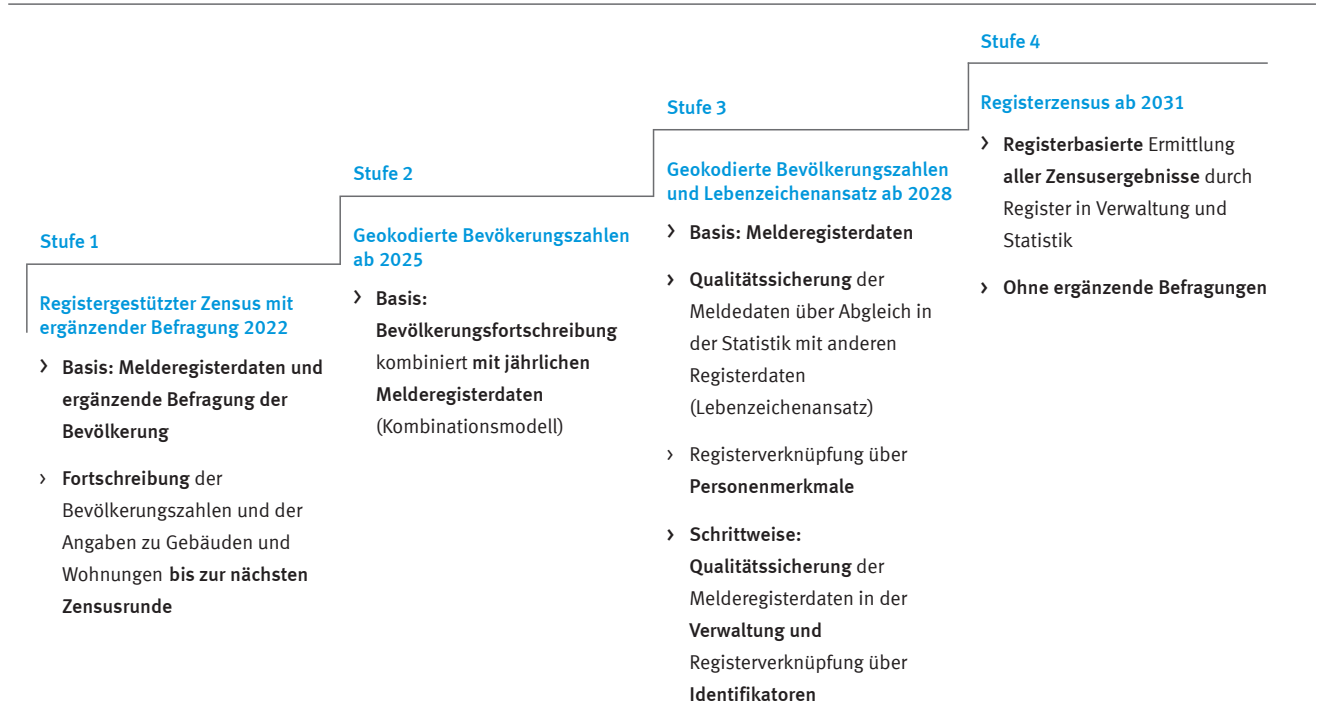 Stufe 1
Registergestützter Zensus mit
ergänzender Befragung 2022
› Basis: Melderegisterdaten und
ergänzende Befragung der
Bevölkerung
› Fortschreibung der
Bevölkerungszahlen und der
Angaben zu Gebäuden und
Wohnungen bis zur nächsten
Zensusrunde
Stufe 2
Geokodierte Bevökerungszahlen
ab 2025
› Basis:
Bevölkerungsfortschreibung
kombiniert mit jährlichen
Melderegisterdaten
(Kombinationsmodell)
Stufe 3
Geokodierte Bevölkerungszahlen
und Lebenzeichenansatz ab 2028
› Basis: Melderegisterdaten
› Qualitätssicherung der
Meldedaten über Abgleich in
der Statistik mit anderen
Registerdaten
(Lebenzeichenansatz)
› Registerverknüpfung über
Personenmerkmale
› Schrittweise:
Qualitätssicherung der
Melderegisterdaten in der
Verwaltung und
Registerverknüpfung über
Identifikatoren
Stufe 4
Registerzensus ab 2031
› Registerbasierte Ermittlung
aller Zensusergebnisse durch
Register in Verwaltung und
Statistik
› Ohne ergänzende Befragungen